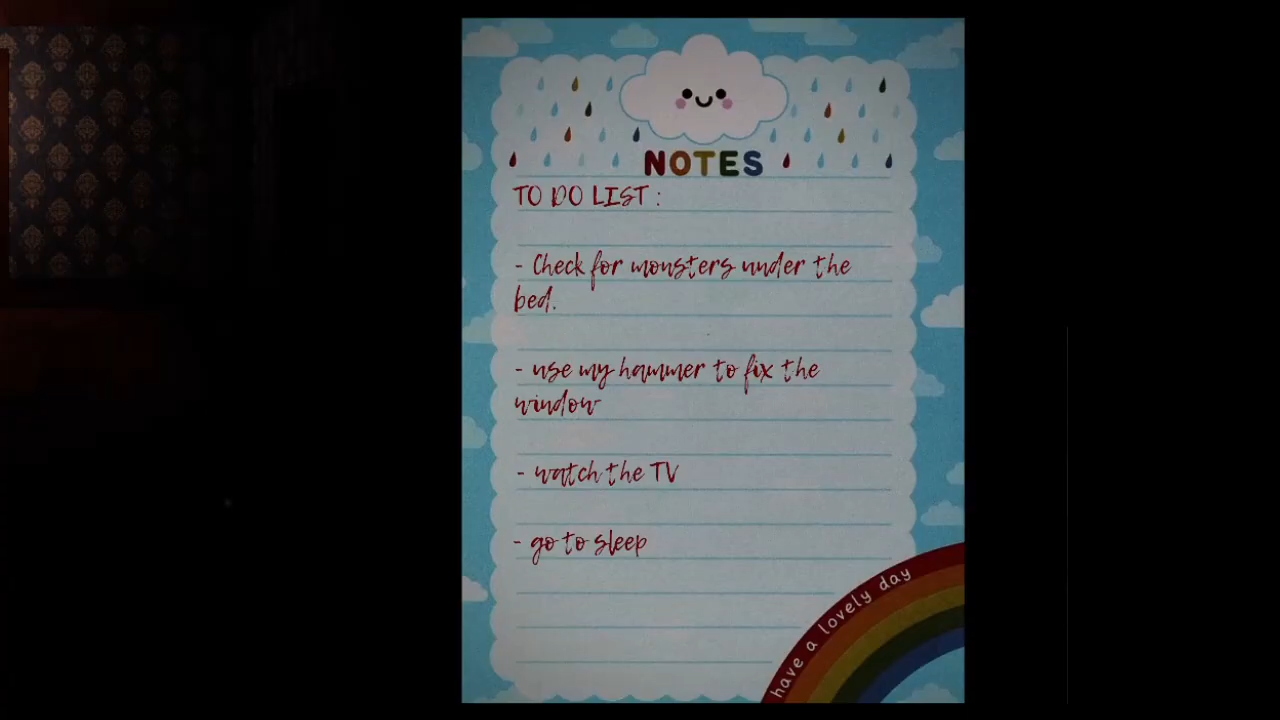 NOTES
TO DO LIST :
- Check for monsters under the
bed.
- use my hammer to fix the
window
- watch the TV
- go to sleep
have a lovely day